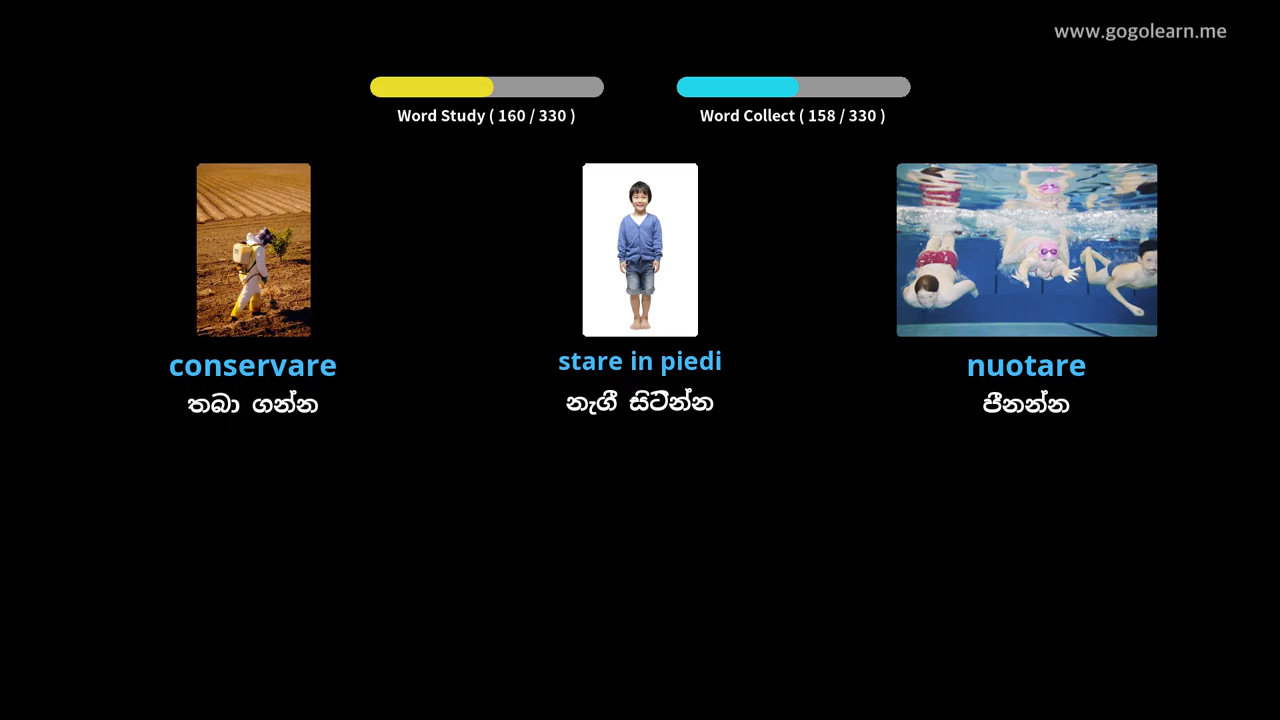 www.gogolearn.me
Word Study ( 160 / 330 )
Word Collect ( 158 / 330 )
conservare
stare in piedi
nuotare
තබා ගන්න
නැගී සිටින්න
පීනන්න